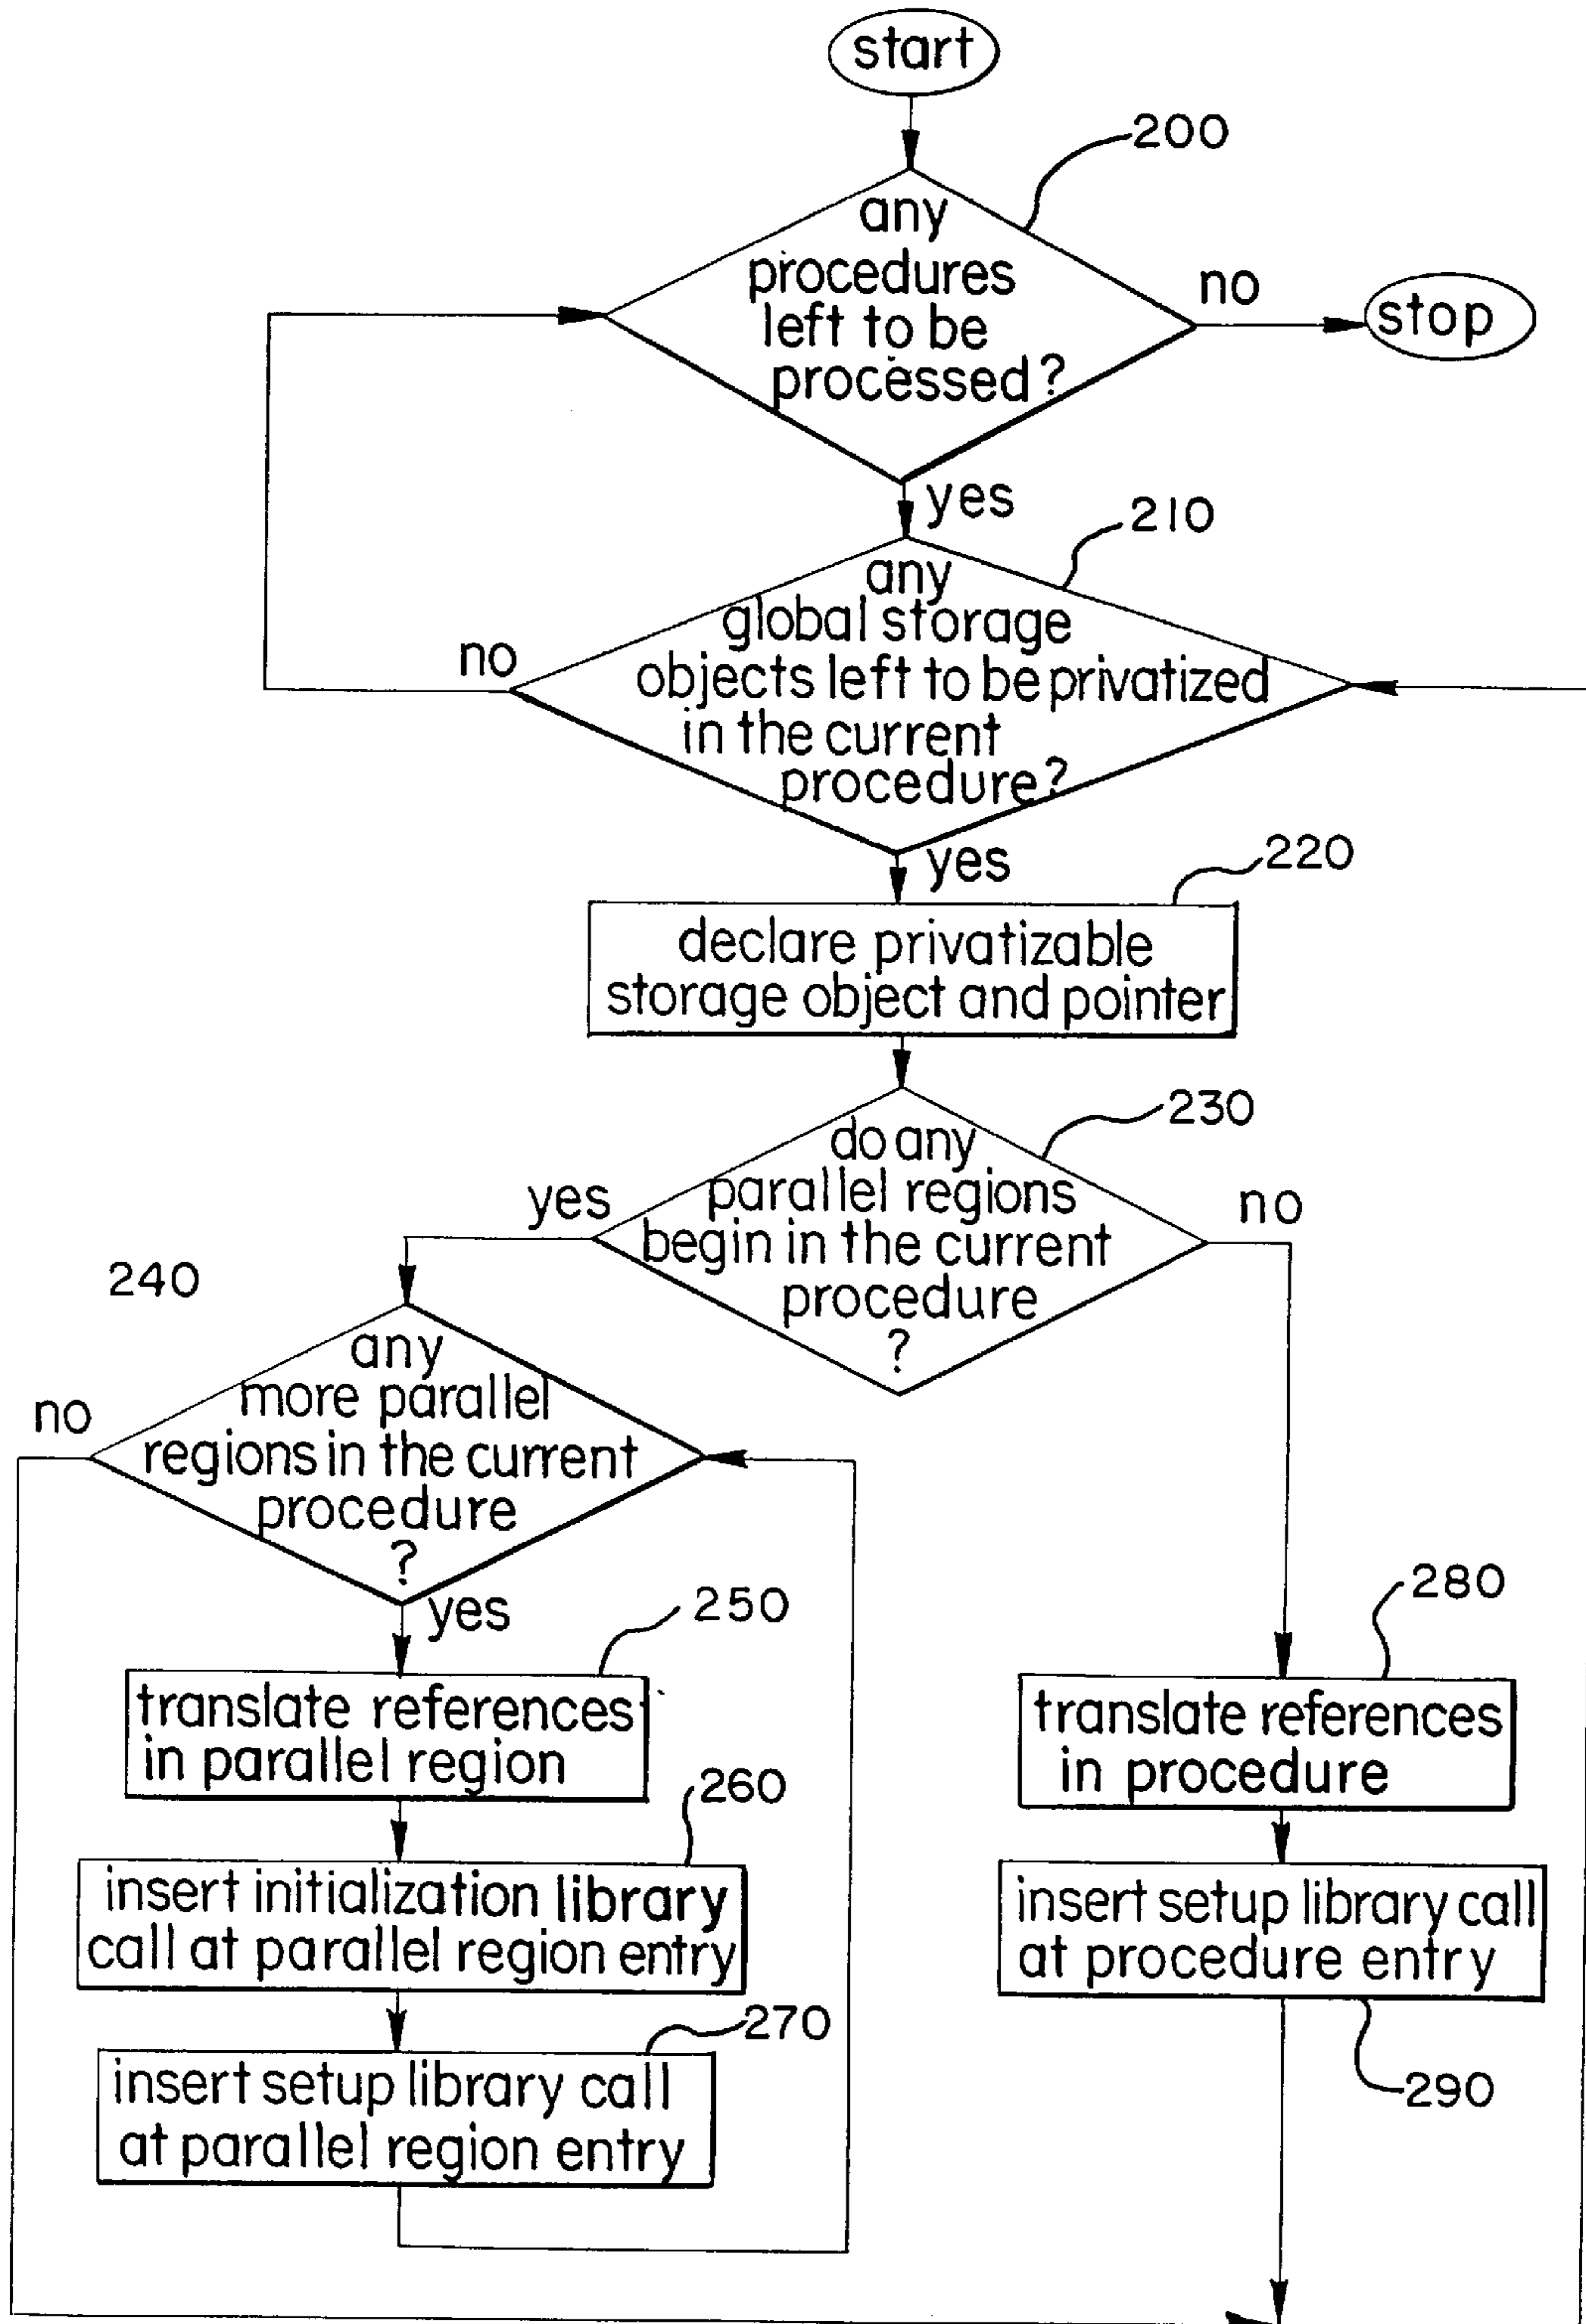 start
200
any
procedures
left to be
processed?
no
stop
yes
210
any
global storage
objects left to be privatized
in the current
procedure?
no
yes
220
declare privatizable
storage object and pointer
230
do any
parallel regions
begin in the current
procedure
?
yes
no
240
any
more parallel
regions in the current
procedure
?
no
yes
250
translate references
in parallel region
260
insert initialization library
call at parallel region entry
270
insert setup library call
at parallel region entry
280
translate references
in procedure
insert setup library call
at procedure entry
290